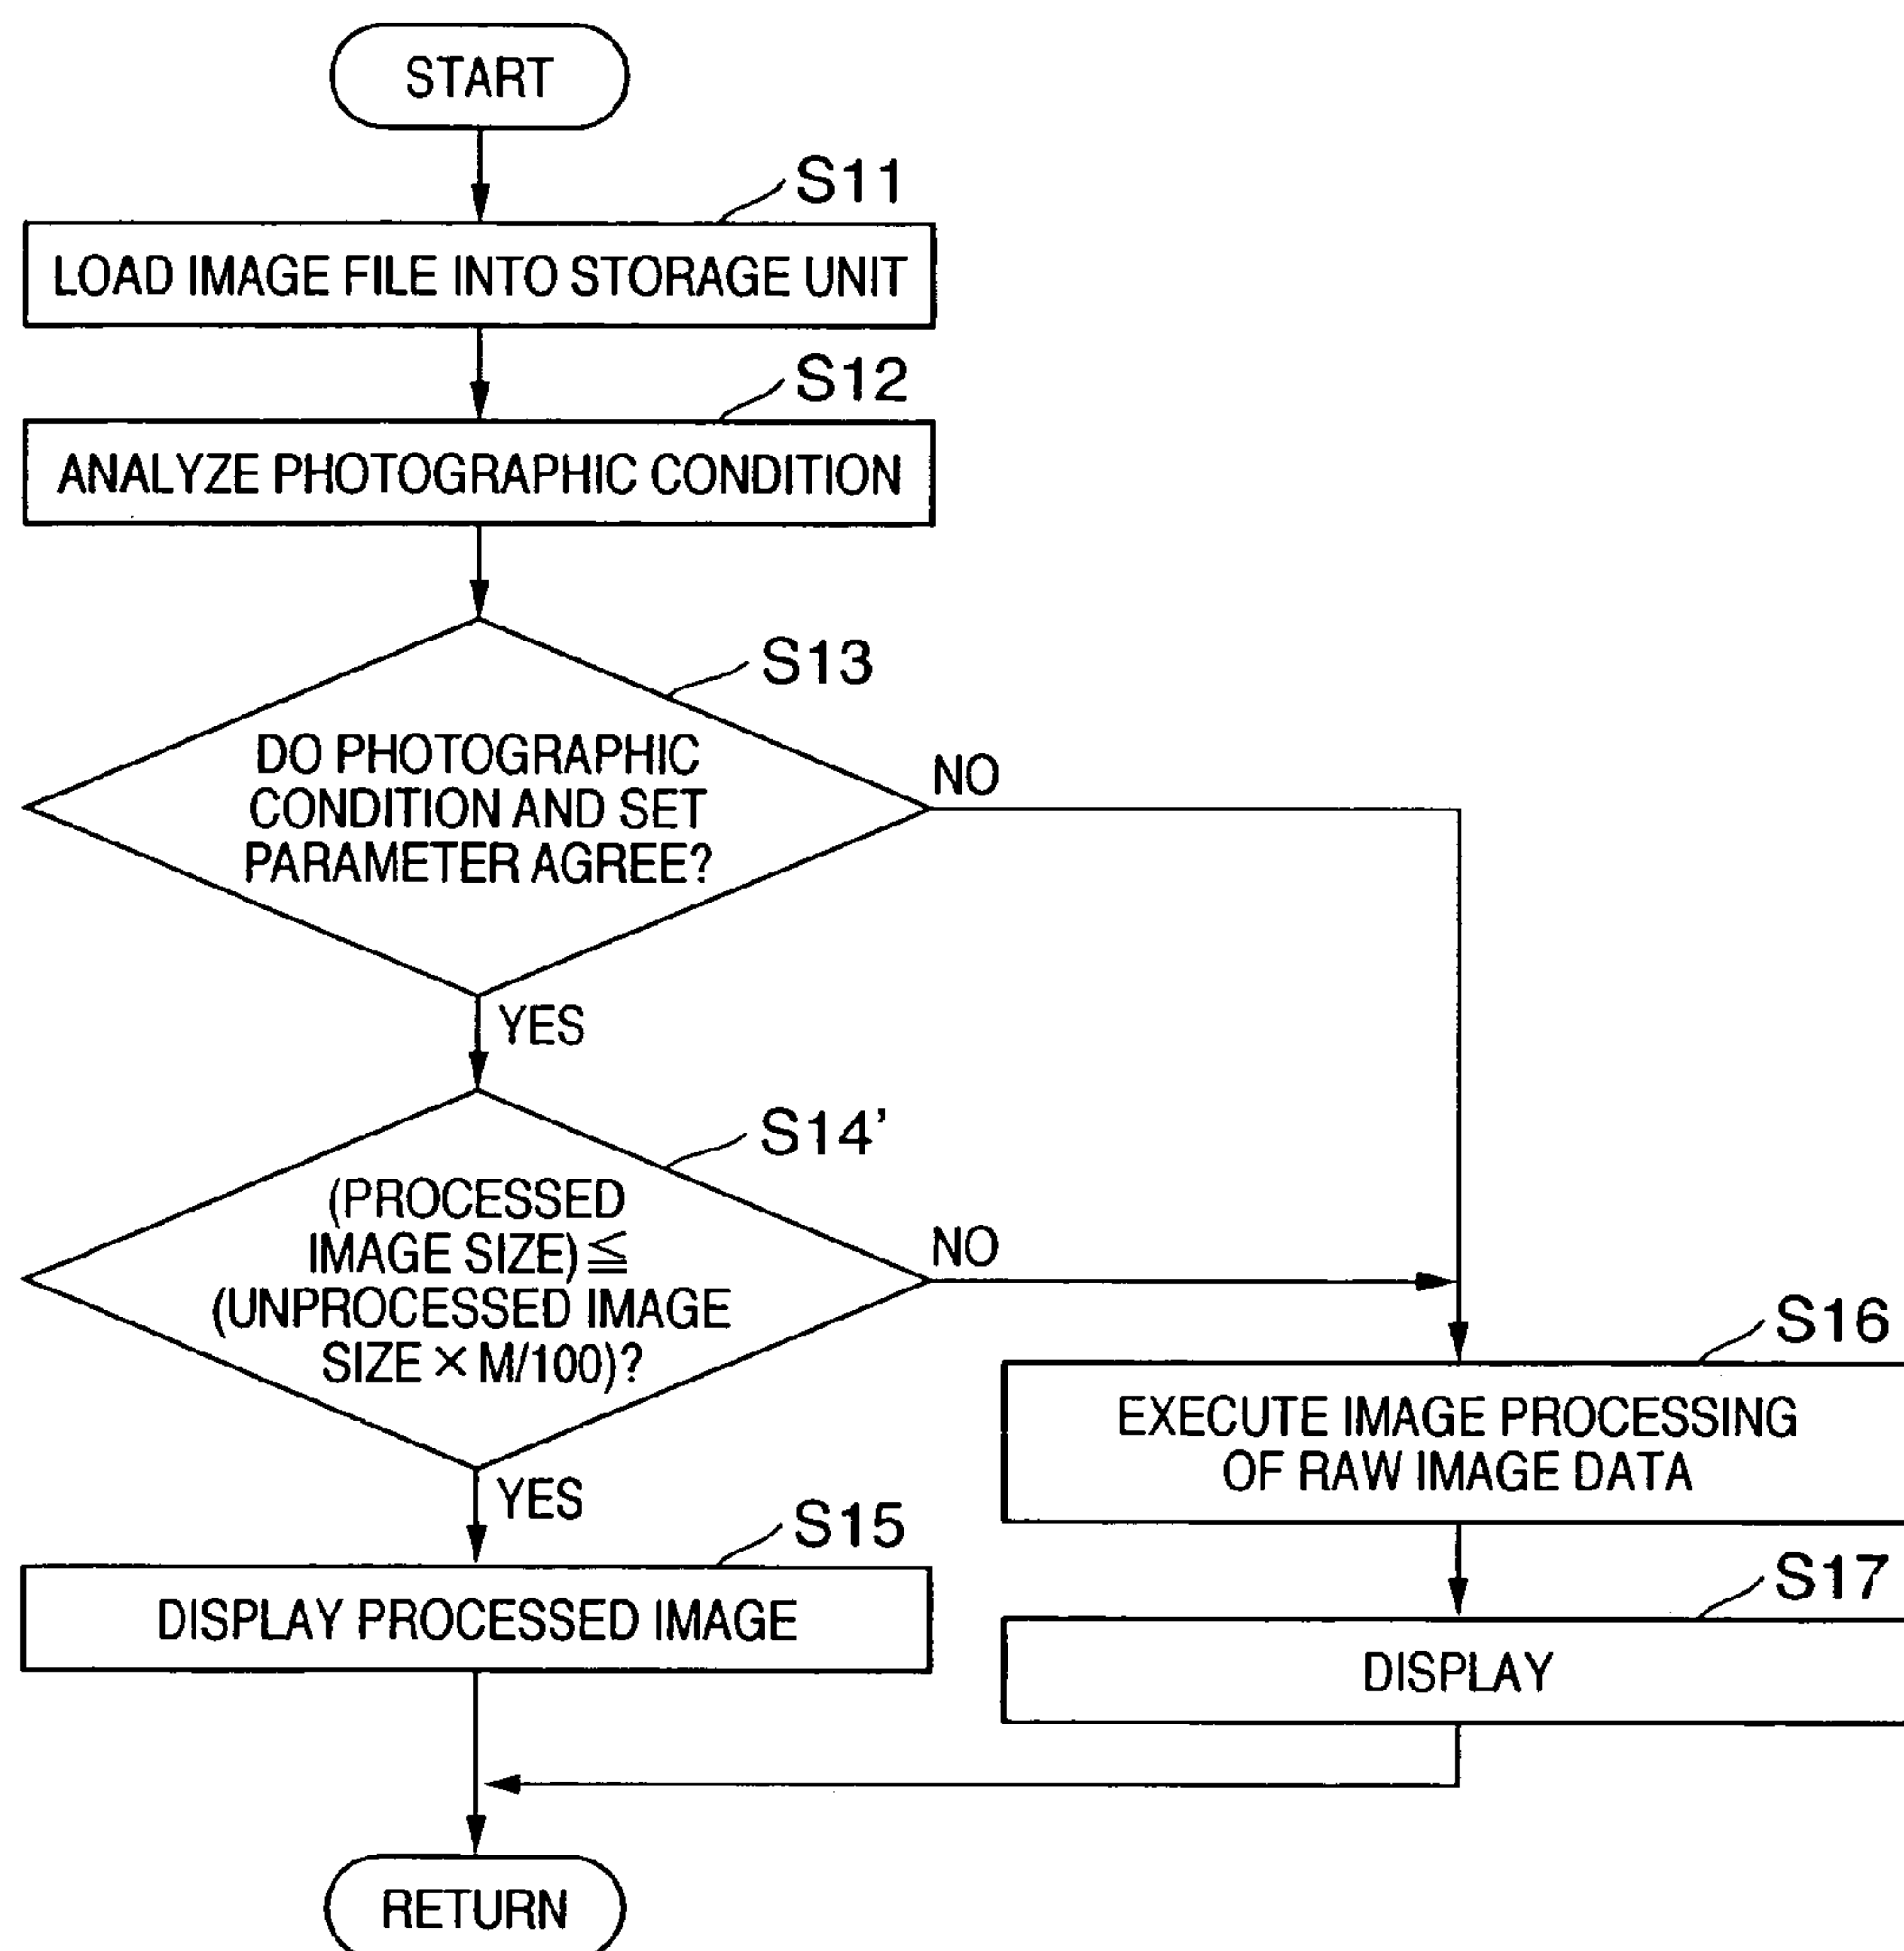 START
S11
LOAD IMAGE FILE INTO STORAGE UNIT
S12
ANALYZE PHOTOGRAPHIC CONDITION
S13
DO PHOTOGRAPHIC
CONDITION AND SET
PARAMETER AGREE?
NO
YES
S14'
(PROCESSED
IMAGE SIZE)≦
(UNPROCESSED IMAGE
SIZE × M/100)?
NO
YES
S15
DISPLAY PROCESSED IMAGE
S16
EXECUTE IMAGE PROCESSING
OF RAW IMAGE DATA
S17
DISPLAY
RETURN